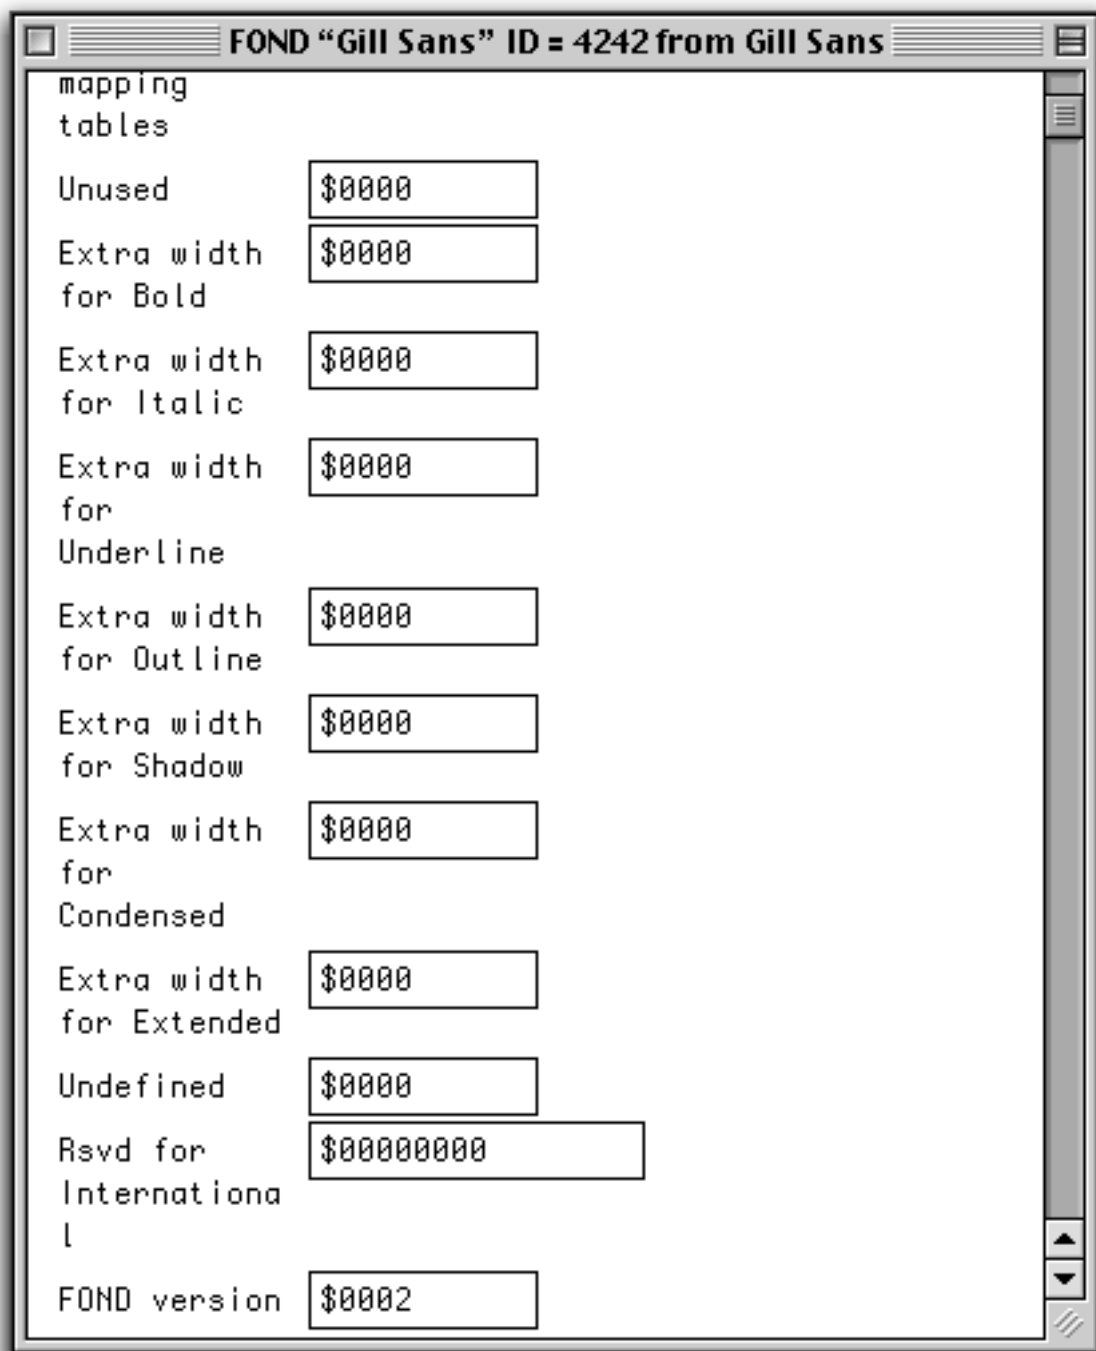 FOND “Gill Sans” ID = 4242 from Gill Sans
mapping
tables
Unused $0000
Extra width $0000
for Bold
Extra width $0000
for Italic
Extra width $0000
for
Underline
Extra width $0000
for Outline
Extra width $0000
for Shadow
Extra width $0000
for
Condensed
Extra width $0000
for Extended
Undefined $0000
Rsvd for $00000000
Internationa
l
FOND version $0002